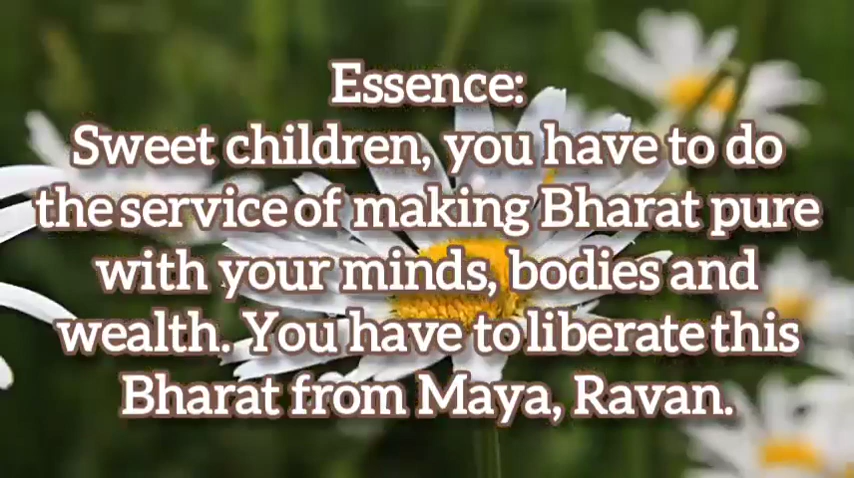 Essence:
Sweet children, you have to do
the service of making Bharat pure
with your minds, bodies and
wealth. You have to liberate this
Bharat from Maya, Ravan.